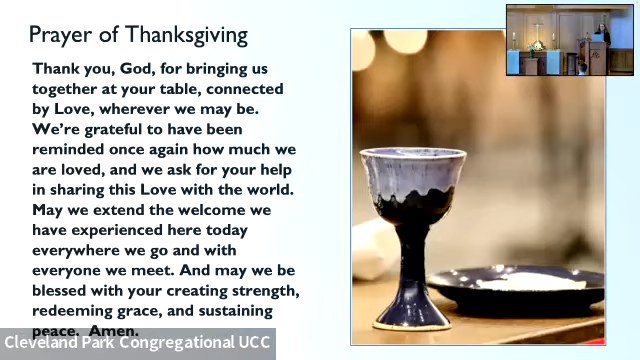 Prayer of Thanksgiving
Thank you, God, for bringing us
together at your table, connected
by Love, wherever we may be.
We're grateful to have been
reminded once again how much we
are loved, and we ask for your help
in sharing this Love with the world.
May we extend the welcome we
have experienced here today
everywhere we go and with
everyone we meet. And may we be
blessed with your creating strength,
redeeming grace, and sustaining
peace. Amen.
Cleveland Park Congregational UCC